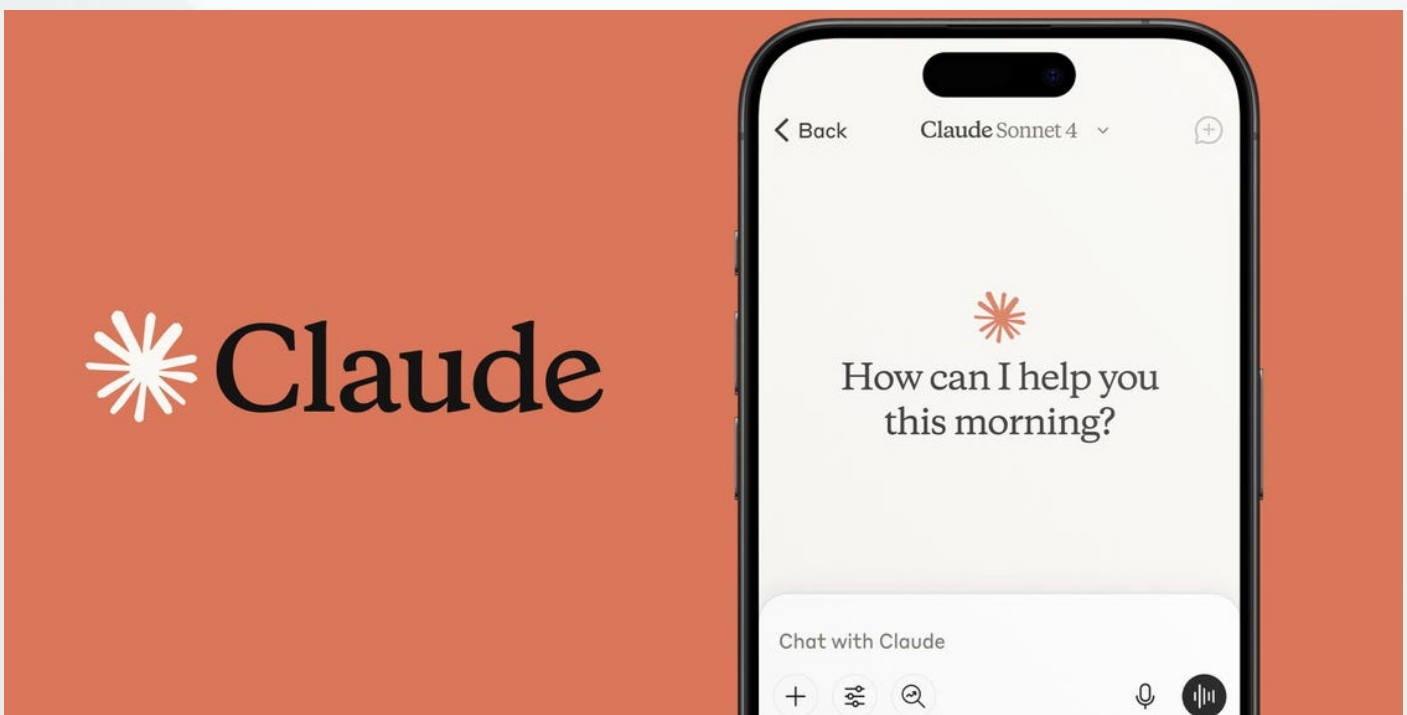 Claude
Back
Claude Sonnet 4
How can I help you
this morning?
Chat with Claude